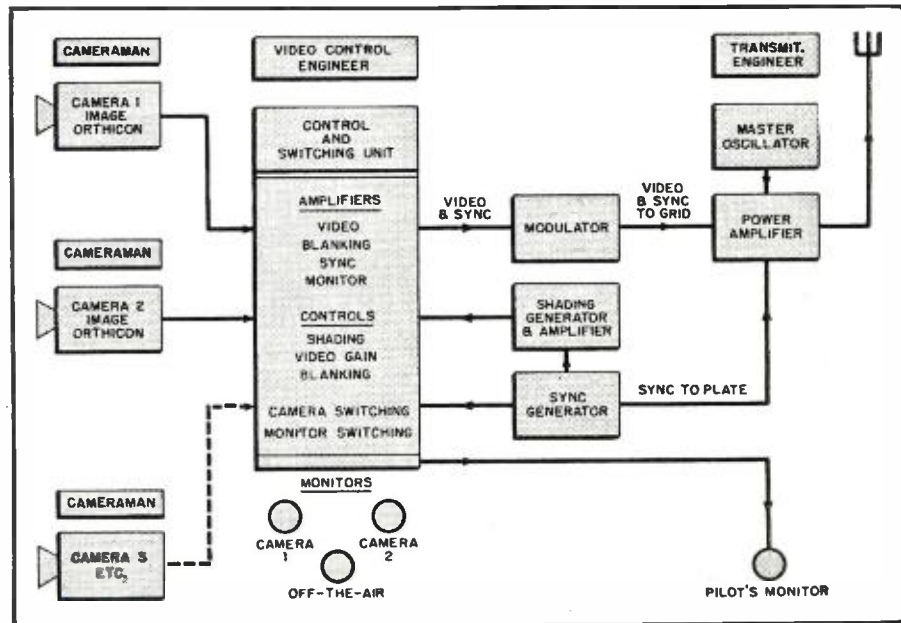 CAMERAMAN
CAMERA 1
IMAGE
ORTHICON
CAMERAMAN
CAMERA 2
IMAGE
ORTHICON
CAMERAMAN
CAMERA 3
ETC.
VIDEO CONTROL
ENGINEER
CONTROL
AND
SWITCHING UNIT
AMPLIFIERS
VIDEO
BLANKING
SYNC
MONITOR
CONTROLS
SHADING
VIDEO GAIN
BLANKING
CAMERA SWITCHING
MONITOR SWITCHING
MONITORS
CAMERA
1
CAMERA
2
OFF-THE-AIR
VIDEO
& SYNC
MODULATOR
VIDEO
& SYNC
TO GRID
SHADING
GENERATOR
& AMPLIFIER
SYNC
GENERATOR
SYNC TO PLATE
TRANSMIT.
ENGINEER
MASTER
OSCILLATOR
POWER
AMPLIFIER
PILOT'S MONITOR